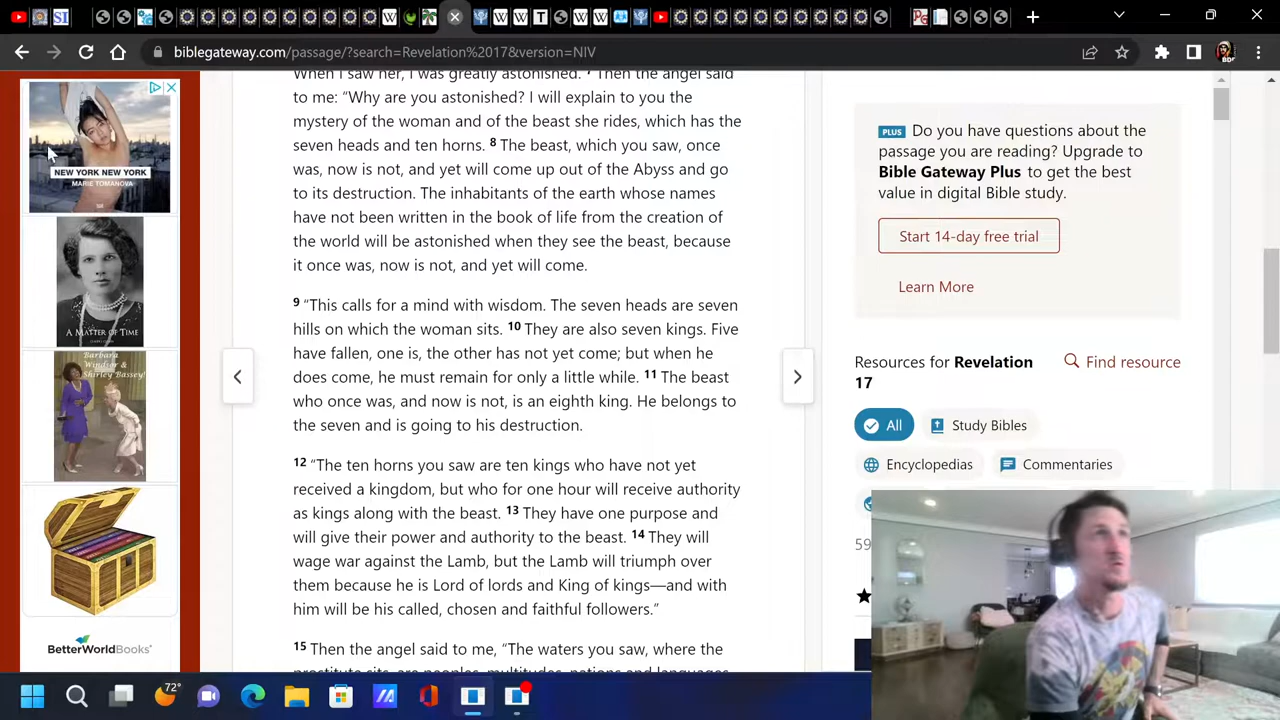 biblegateway.com/passage/?search=Revelation%2017&version=NIV
When I saw her, I was greatly astonished. 7 Then the angel said
to me: “Why are you astonished? I will explain to you the
mystery of the woman and of the beast she rides, which has the
seven heads and ten horns. 8 The beast, which you saw, once
was, now is not, and yet will come up out of the Abyss and go
to its destruction. The inhabitants of the earth whose names
have not been written in the book of life from the creation of
the world will be astonished when they see the beast, because
it once was, now is not, and yet will come.
9 “This calls for a mind with wisdom. The seven heads are seven
hills on which the woman sits. 10 They are also seven kings. Five
have fallen, one is, the other has not yet come; but when he
does come, he must remain for only a little while. 11 The beast
who once was, and now is not, is an eighth king. He belongs to
the seven and is going to his destruction.
12 “The ten horns you saw are ten kings who have not yet
received a kingdom, but who for one hour will receive authority
as kings along with the beast. 13 They have one purpose and
will give their power and authority to the beast. 14 They will
wage war against the Lamb, but the Lamb will triumph over
them because he is Lord of lords and King of kings—and with
him will be his called, chosen and faithful followers.”
15 Then the angel said to me, “The waters you saw, where the
prostitute sits, are peoples, multitudes, nations and languages.
NEW YORK NEW YORK
MARIE TOMANOVA
A MATTER OF TIME
Barbara
Windsor &
Shirley Bassey!
BetterWorldBooks
PLUS Do you have questions about the
passage you are reading? Upgrade to
Bible Gateway Plus to get the best
value in digital Bible study.
Start 14-day free trial
Learn More
Resources for Revelation
17
Find resource
All
Study Bibles
Encyclopedias
Commentaries
59
72°